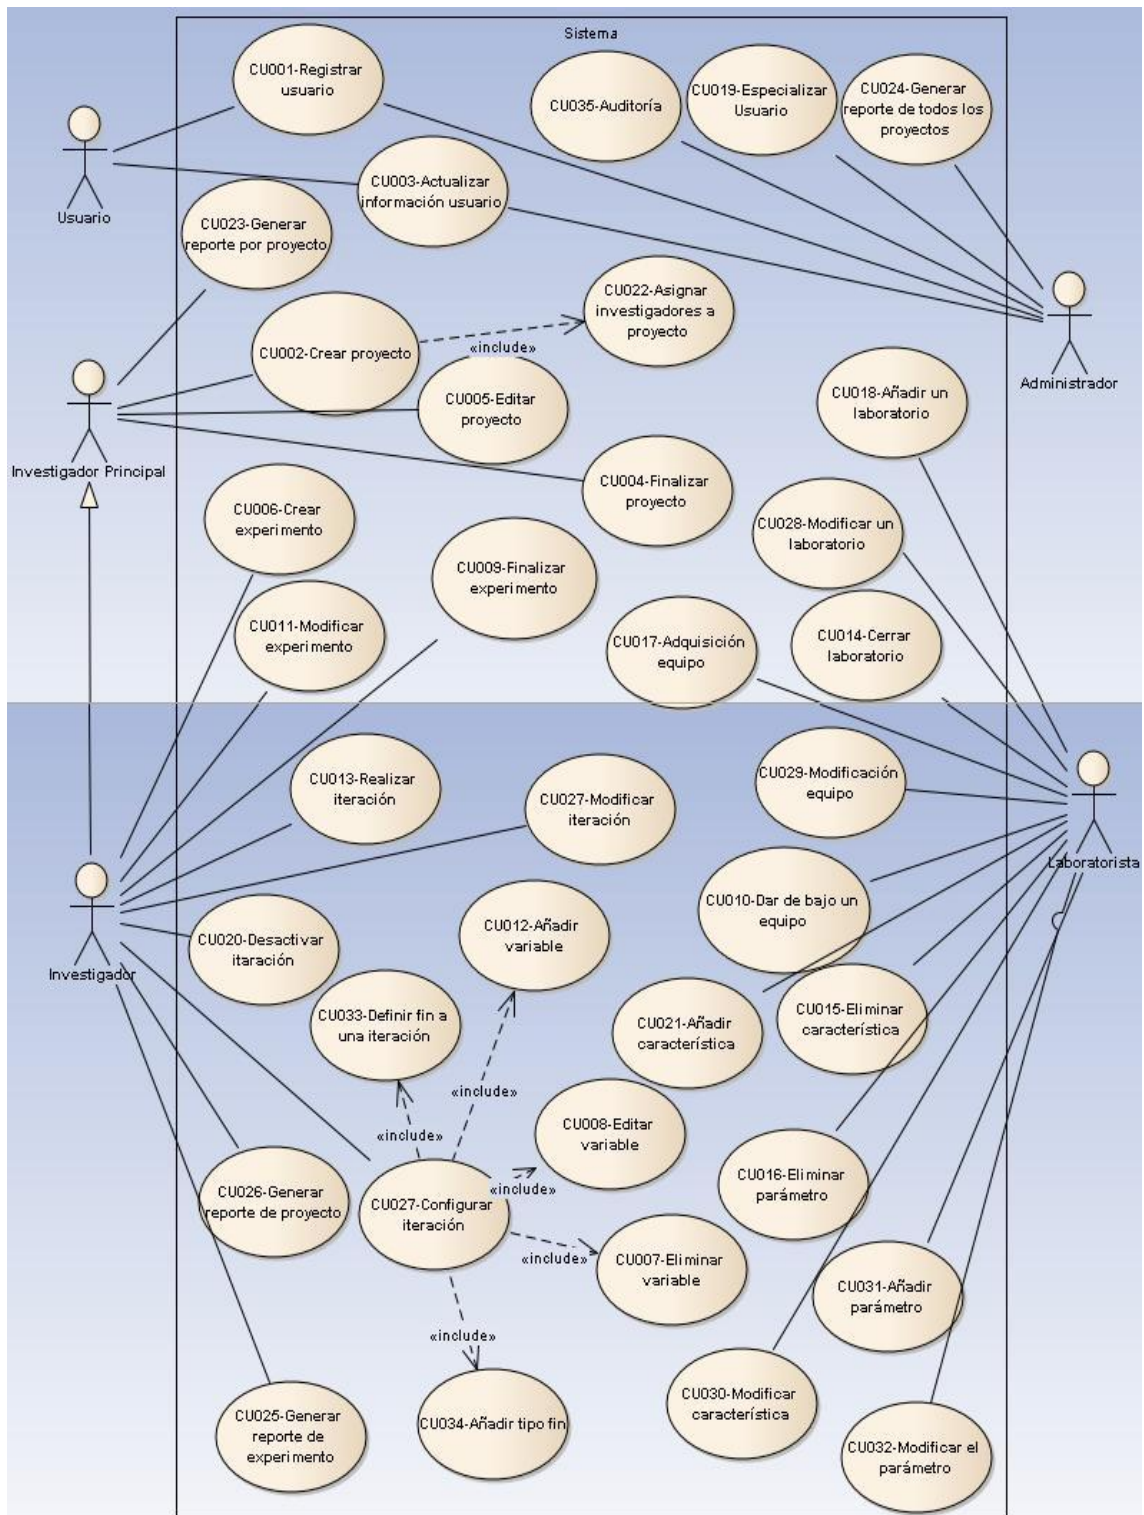 Sistema
CU001-Registrar
usuario
CU035-Auditoría
CU019-Especializar
Usuario
CU024-Generar
reporte de todos los
proyectos
Usuario
CU003-Actualizar
información usuario
CU023-Generar
reporte por proyecto
CU022-Asignar
investigadores a
proyecto
CU002-Crear proyecto
«include»
Administrador
CU005-Editar
proyecto
CU018-Añadir un
laboratorio
Investigador Principal
CU004-Finalizar
proyecto
CU006-Crear
experimento
CU028-Modificar un
laboratorio
CU009-Finalizar
experimento
CU011-Modificar
experimento
CU017-Adquisición
equipo
CU014-Cerrar
laboratorio
CU013-Realizar
iteración
CU027-Modificar
iteración
CU029-Modificación
equipo
Laboratorista
CU010-Dar de bajo un
equipo
CU012-Añadir
variable
CU020-Desactivar
itaración
Investigador
CU033-Definir fin a
una iteración
CU021-Añadir
característica
CU015-Eliminar
característica
«include»
«include»
CU008-Editar
variable
«include»
CU016-Eliminar
parámetro
CU026-Generar
reporte de proyecto
CU027-Configurar
iteración
«include»
CU007-Eliminar
variable
CU031-Añadir
parámetro
«include»
CU030-Modificar
característica
CU025-Generar
reporte de
experimento
CU034-Añadir tipo fin
CU032-Modificar el
parámetro